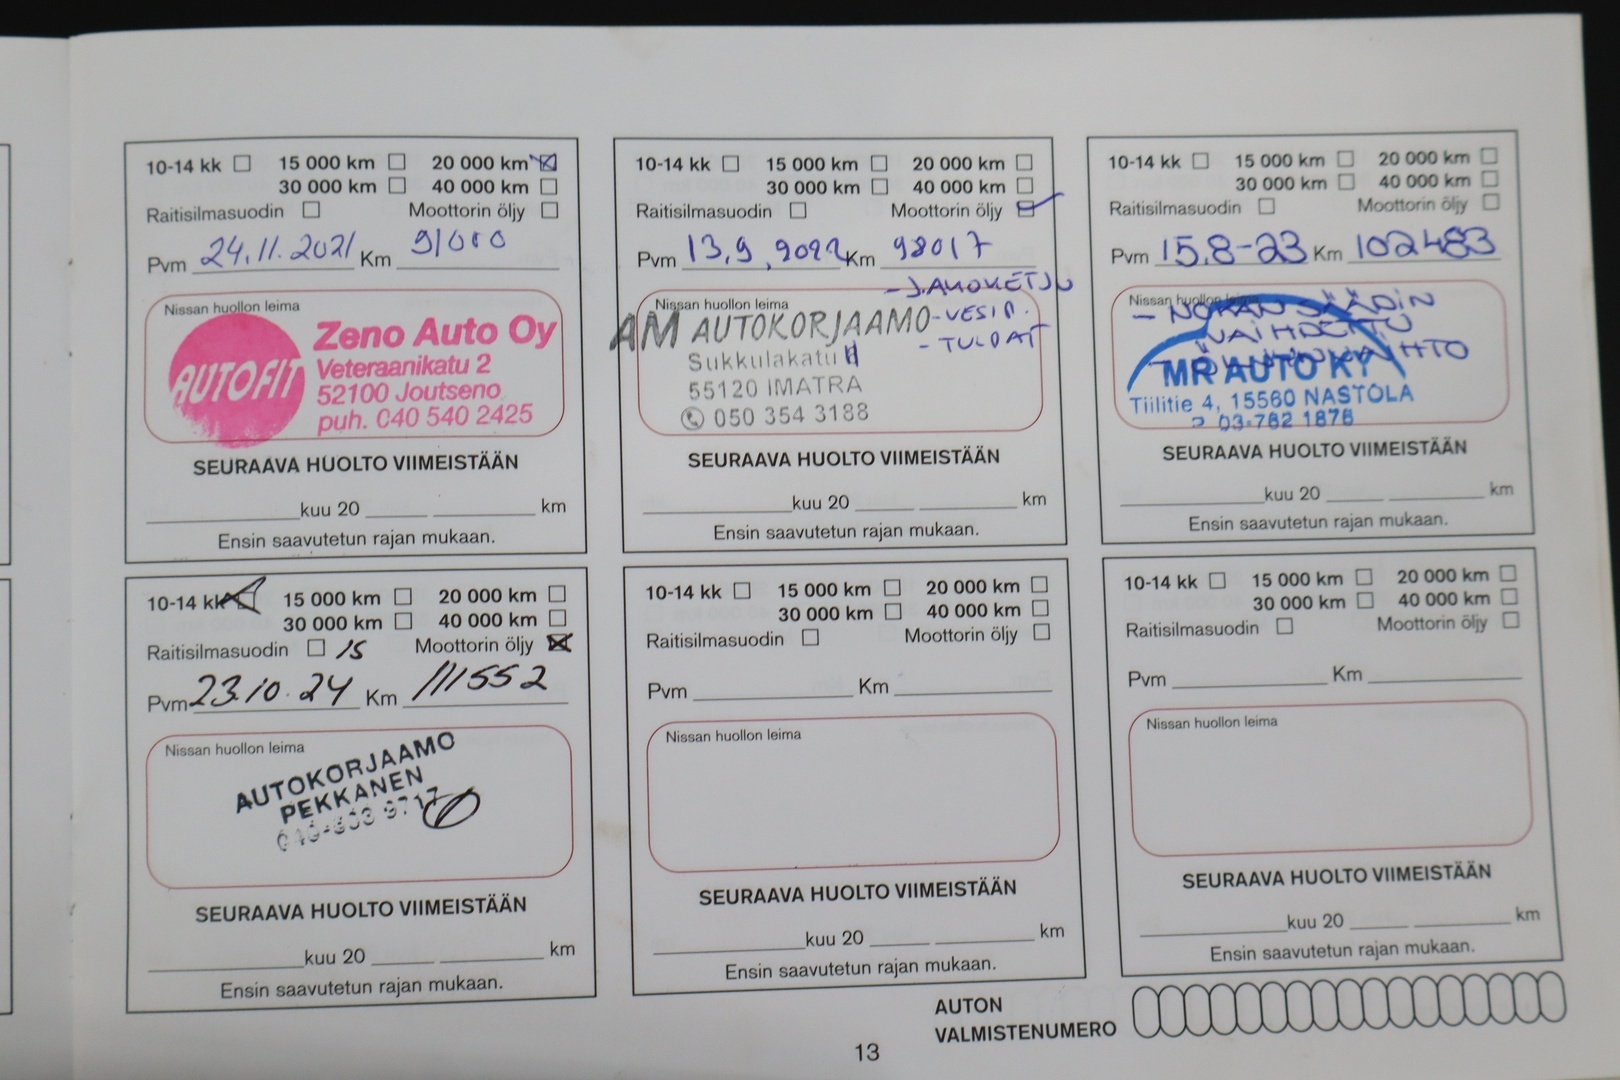 10-14 kk 15 000 km 20 000 km
30 000 km 40 000 km
Raitisilmasuodin Moottorin öljy
Pvm 24.11.2021 Km 91000
Nissan huollon leima
AUTOFIT
Zeno Auto Oy
Veteraanikatu 2
52100 Joutseno
puh. 040 540 2425
SEURAAVA HUOLTO VIIMEISTÄÄN
kuu 20 km
Ensin saavutetun rajan mukaan.
10-14 kk 15 000 km 20 000 km
30 000 km 40 000 km
Raitisilmasuodin Moottorin öljy
Pvm 13.9.2022 Km 98017
- JAKOKETJU
Nissan huollon leima
- VESIP.
- TULPAT
AM AUTOKORJAAMO
Sukkulakatu
55120 IMATRA
050 354 3188
SEURAAVA HUOLTO VIIMEISTÄÄN
kuu 20 km
Ensin saavutetun rajan mukaan.
10-14 kk 15 000 km 20 000 km
30 000 km 40 000 km
Raitisilmasuodin Moottorin öljy
Pvm 15.8-23 Km 102483
Nissan huollon leima
- NOKAN SÄÄDIN
VAIHDETTU
MR AUTO KY
Tiilitie 4, 15560 NASTOLA
03-762 1876
SEURAAVA HUOLTO VIIMEISTÄÄN
kuu 20 km
Ensin saavutetun rajan mukaan.
10-14 kk 15 000 km 20 000 km
30 000 km 40 000 km
Raitisilmasuodin 15 Moottorin öljy
Pvm 23.10.24 Km 111552
Nissan huollon leima
AUTOKORJAAMO
PEKKANEN
SEURAAVA HUOLTO VIIMEISTÄÄN
kuu 20 km
Ensin saavutetun rajan mukaan.
10-14 kk 15 000 km 20 000 km
30 000 km 40 000 km
Raitisilmasuodin Moottorin öljy
Pvm Km
Nissan huollon leima
SEURAAVA HUOLTO VIIMEISTÄÄN
kuu 20 km
Ensin saavutetun rajan mukaan.
10-14 kk 15 000 km 20 000 km
30 000 km 40 000 km
Raitisilmasuodin Moottorin öljy
Pvm Km
Nissan huollon leima
SEURAAVA HUOLTO VIIMEISTÄÄN
kuu 20 km
Ensin saavutetun rajan mukaan.
AUTON
VALMISTENUMERO
13